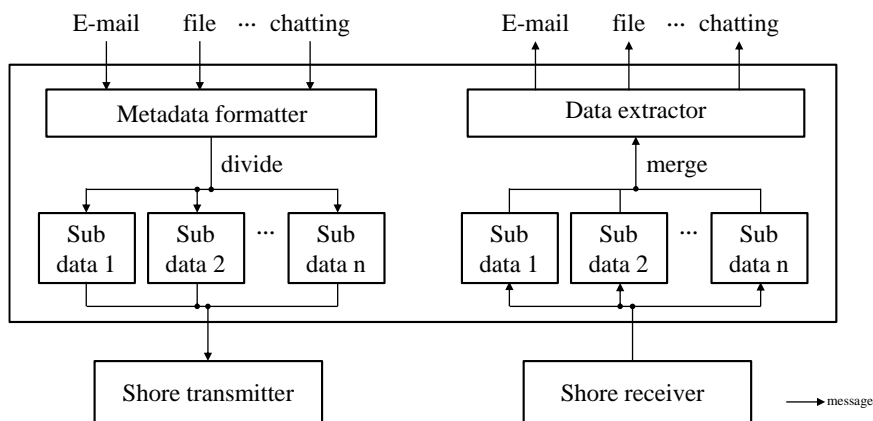 E-mail file ... chatting
E-mail file ... chatting
Metadata formatter
Data extractor
divide
merge
Sub
data 1
Sub
data 2
...
Sub
data n
Sub
data 1
Sub
data 2
...
Sub
data n
Shore transmitter
Shore receiver
message